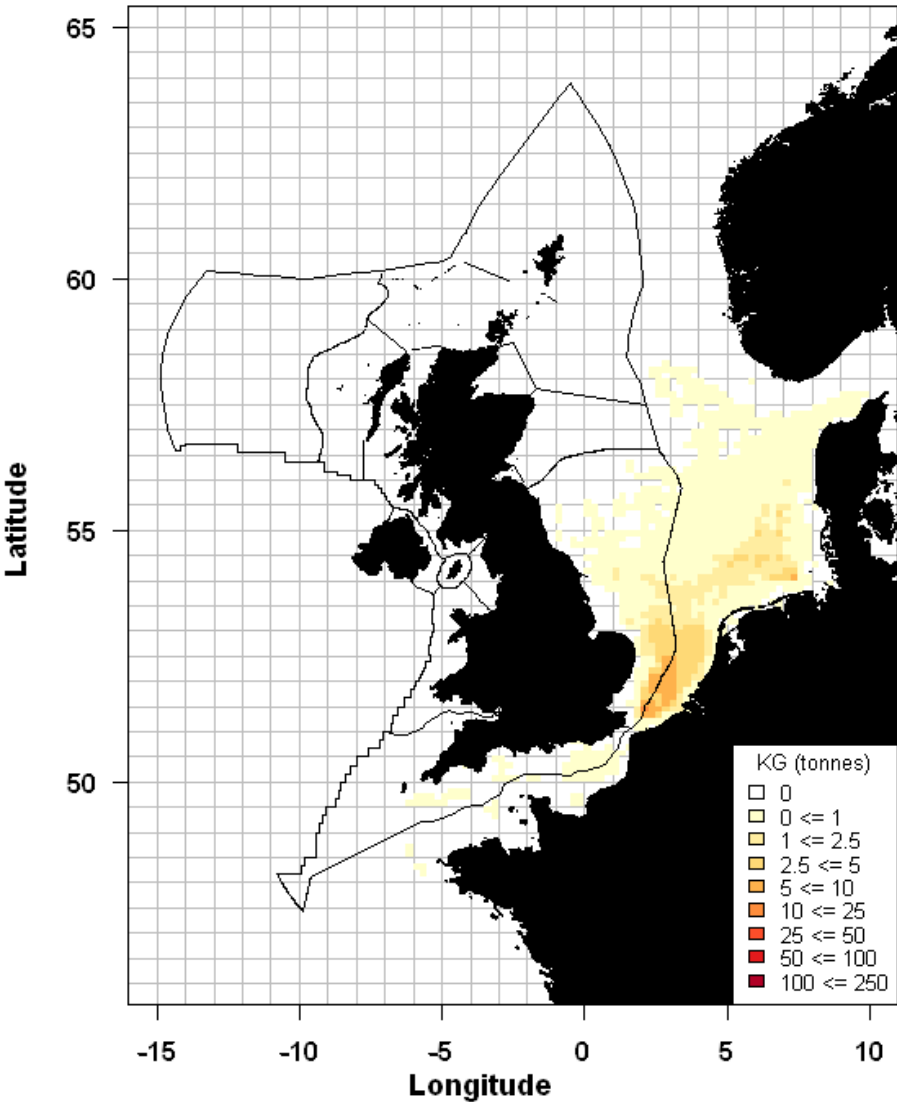 65
60
55
50
Latitude
KG (tonnes)
0
0 <= 1
1 <= 2.5
2.5 <= 5
5 <= 10
10 <= 25
25 <= 50
50 <= 100
100 <= 250
-15 -10 -5 0 5 10
Longitude